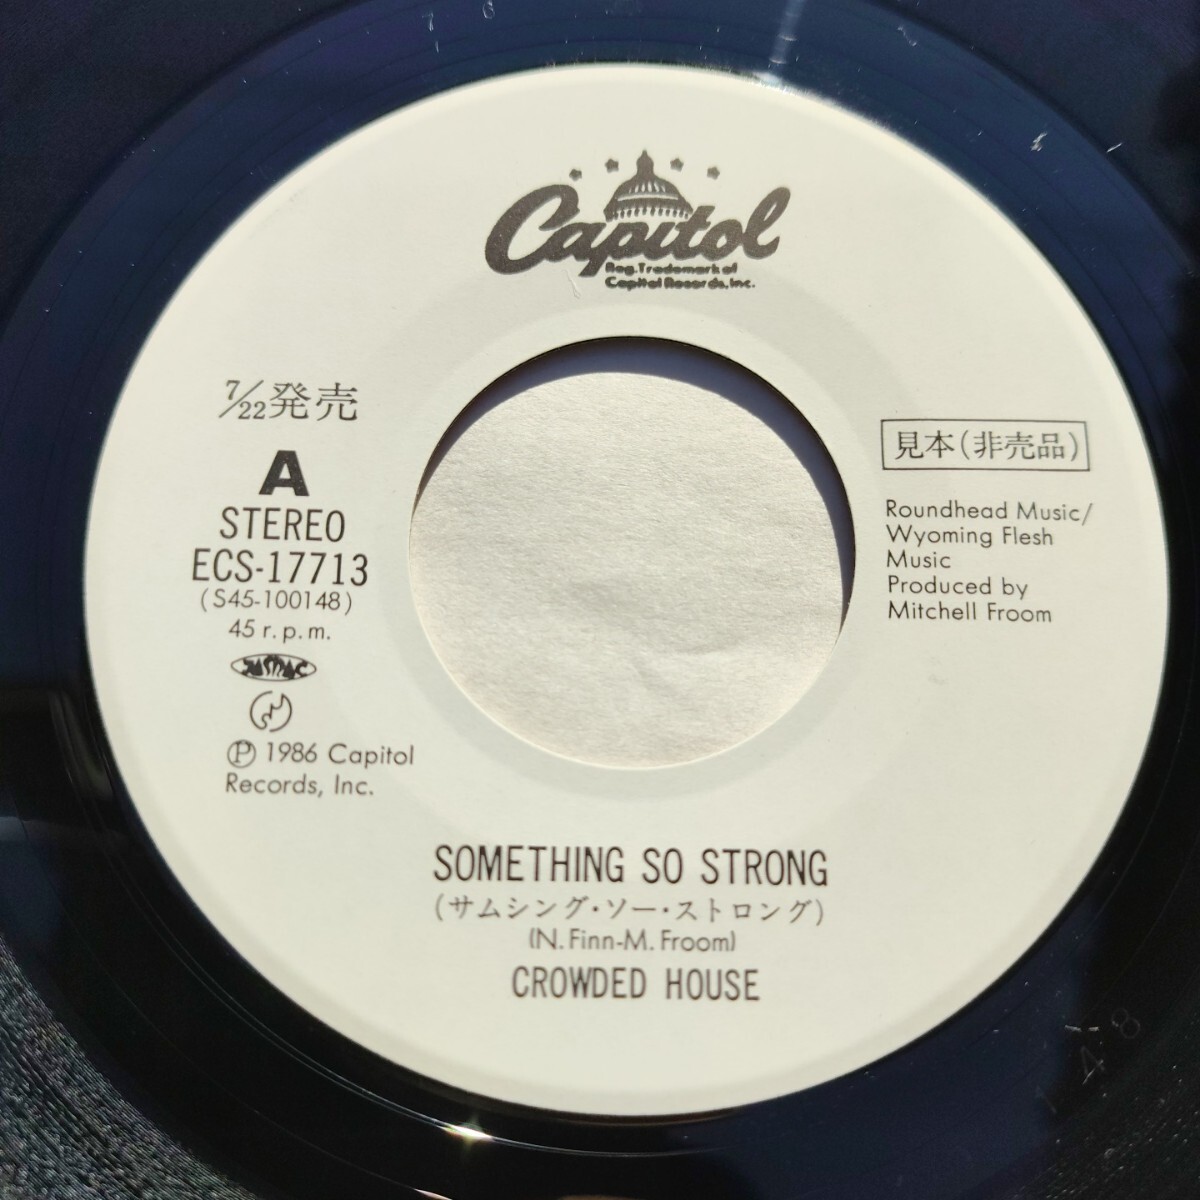 Capitol
Reg. Trademark of
Capitol Records, Inc.
7/22発売
A
STEREO
ECS-17713
(S45-100148)
45 r.p.m.
℗ 1986 Capitol
Records, Inc.
見本(非売品)
Roundhead Music/
Wyoming Flesh
Music
Produced by
Mitchell Froom
SOMETHING SO STRONG
(サムシング・ソー・ストロング)
(N. Finn-M. Froom)
CROWDED HOUSE